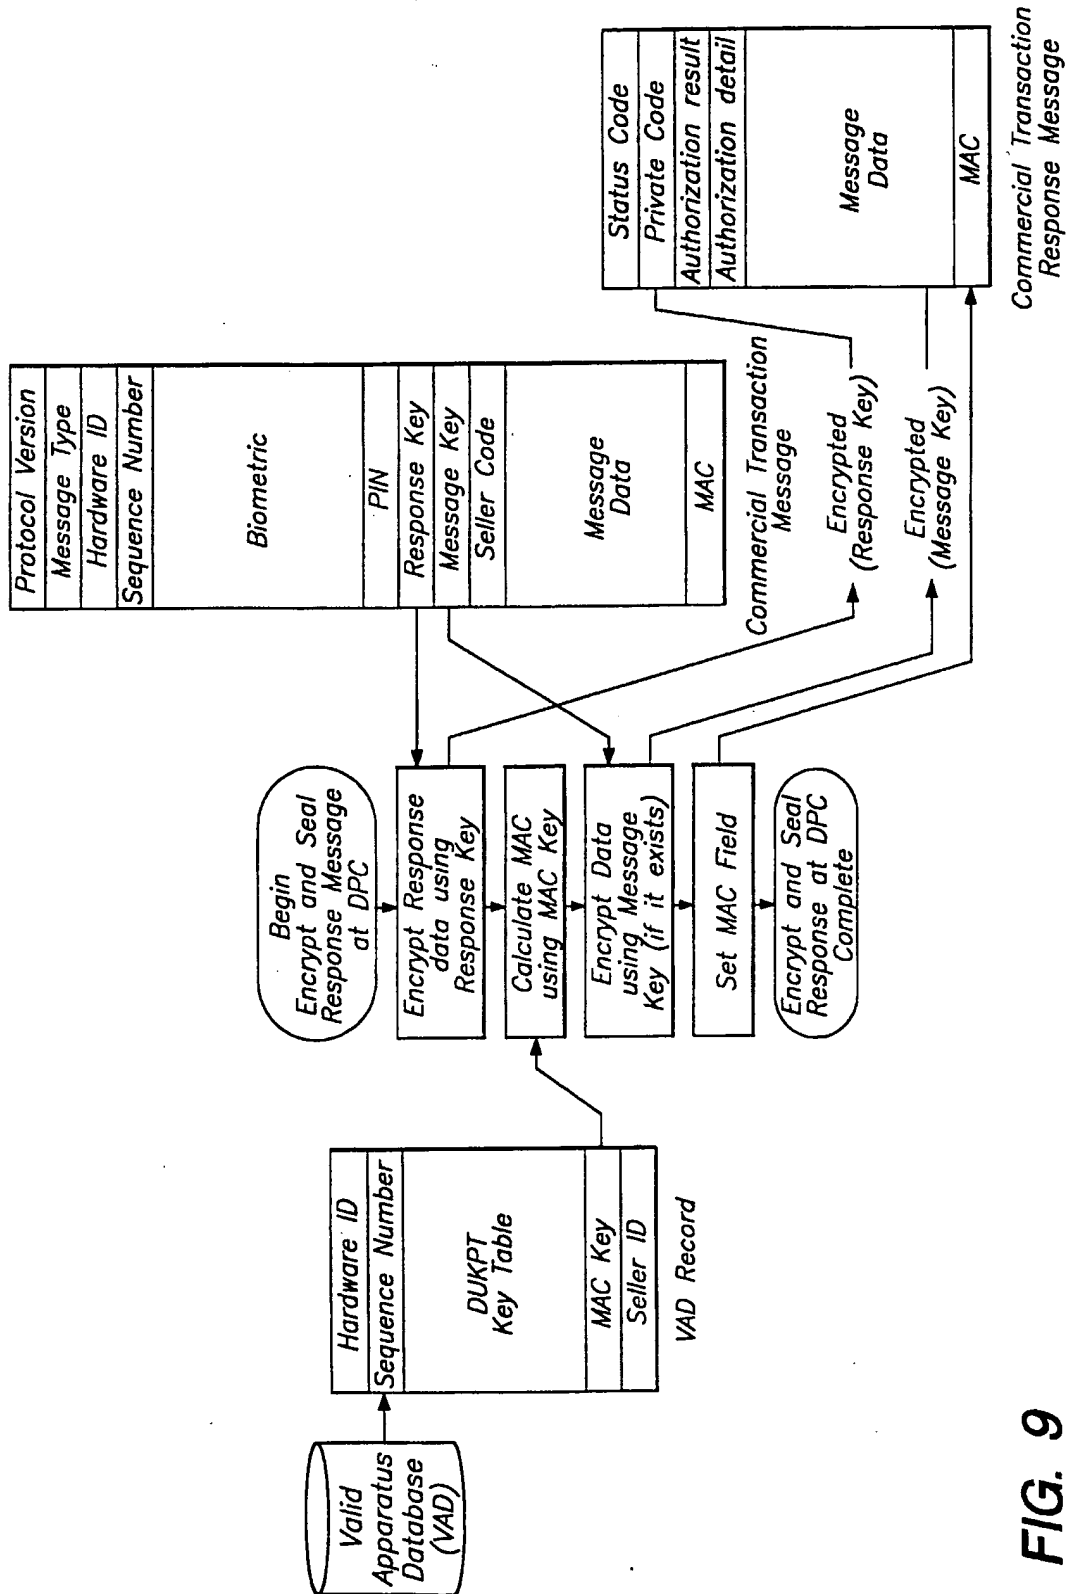 Valid
Apparatus
Database
(VAD)
Hardware ID
Sequence Number
DUKPT
Key Table
MAC Key
Seller ID
VAD Record
Begin
Encrypt and Seal
Response Message
at DPC
Encrypt Response
data using
Response Key
Calculate MAC
using MAC Key
Encrypt Data
using Message
Key (if it exists)
Set MAC Field
Encrypt and Seal
Response at DPC
Complete
Protocol Version
Message Type
Hardware ID
Sequence Number
Biometric
PIN
Response Key
Message Key
Seller Code
Message
Data
MAC
Commercial Transaction
Message
Encrypted
(Response Key)
Encrypted
(Message Key)
Status Code
Private Code
Authorization result
Authorization detail
Message
Data
MAC
Commercial Transaction
Response Message
FIG. 9